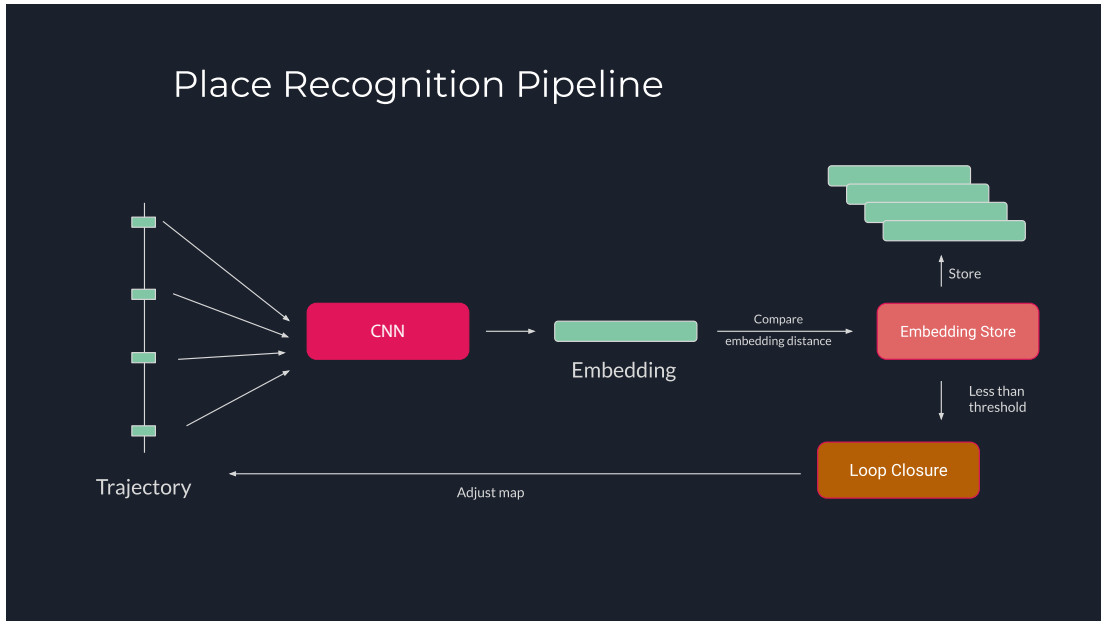 Place Recognition Pipeline
Store
CNN
Compare
embedding distance
Embedding Store
Embedding
Less than
threshold
Loop Closure
Trajectory
Adjust map